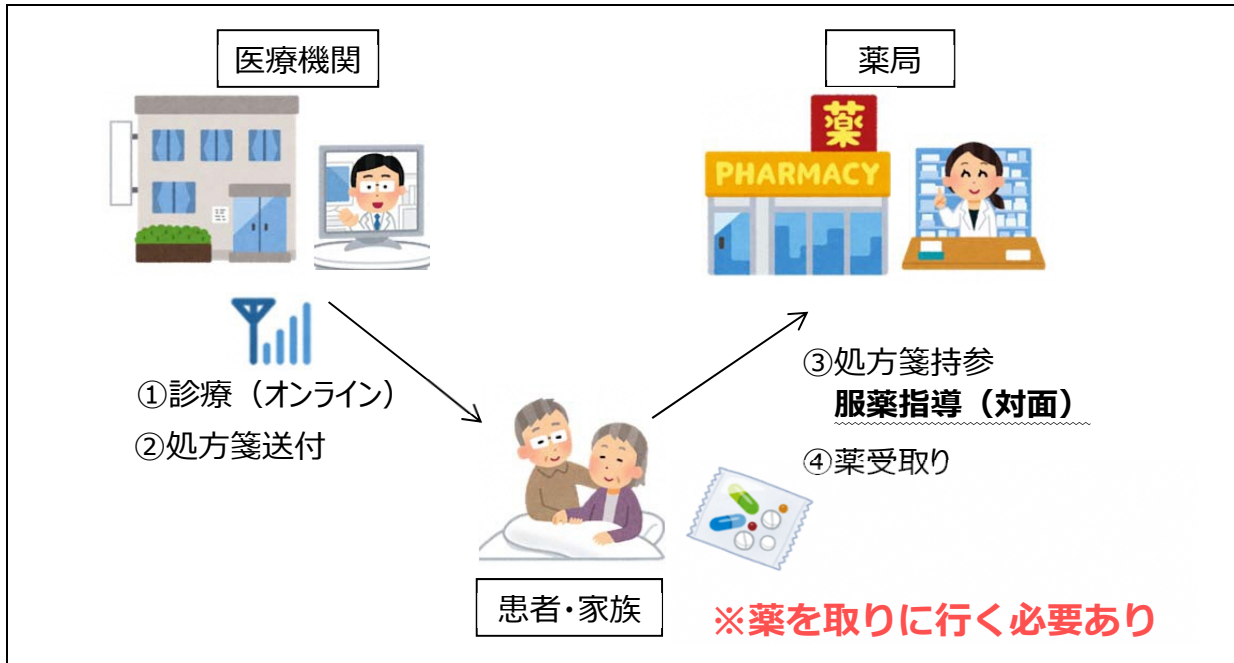 医療機関
薬局
薬
PHARMACY
①診療（オンライン）
②処方箋送付
③処方箋持参
服薬指導（対面）
④薬受取り
患者・家族
※薬を取りに行く必要あり